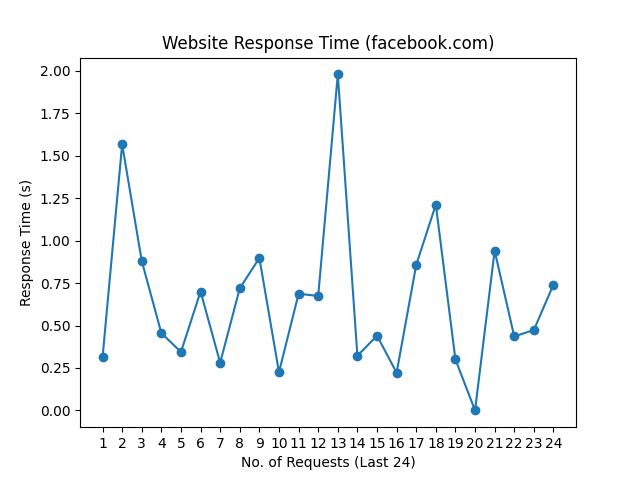 Website Response Time (facebook.com)
Response Time (s)
2.00
1.75
1.50
1.25
1.00
0.75
0.50
0.25
0.00
1 2 3 4 5 6 7 8 9 10 11 12 13 14 15 16 17 18 19 20 21 22 23 24
No. of Requests (Last 24)